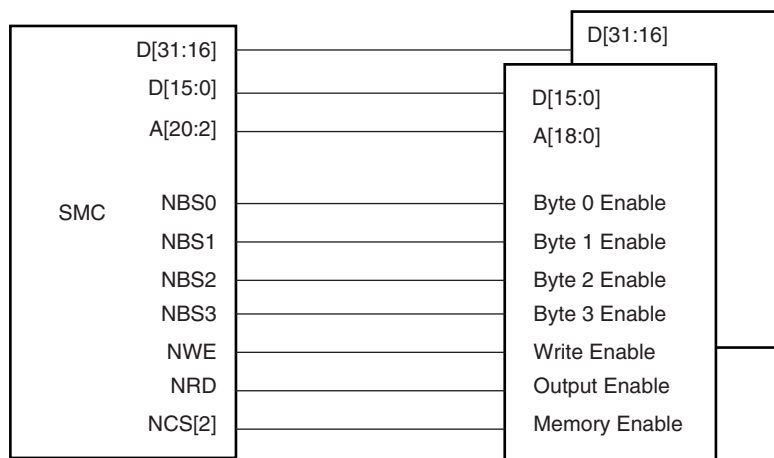 D[31:16] D[31:16]
D[15:0] D[15:0]
A[20:2] A[18:0]
SMC
NBS0 Byte 0 Enable
NBS1 Byte 1 Enable
NBS2 Byte 2 Enable
NBS3 Byte 3 Enable
NWE Write Enable
NRD Output Enable
NCS[2] Memory Enable